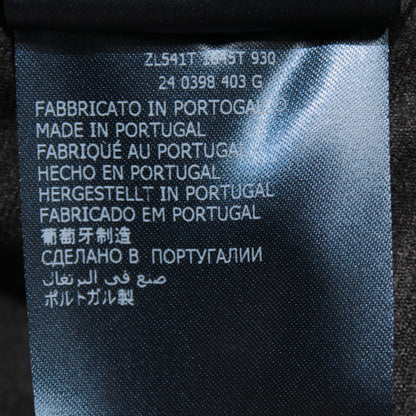 ZL541T 1645T 930
24 0398 403 G
FABBRICATO IN PORTOGALLO
MADE IN PORTUGAL
FABRIQUÉ AU PORTUGAL
HECHO EN PORTUGAL
HERGESTELLT IN PORTUGAL
FABRICADO EM PORTUGAL
葡萄牙制造
СДЕЛАНО В ПОРТУГАЛИИ
صنع في البرتغال
ポルトガル製